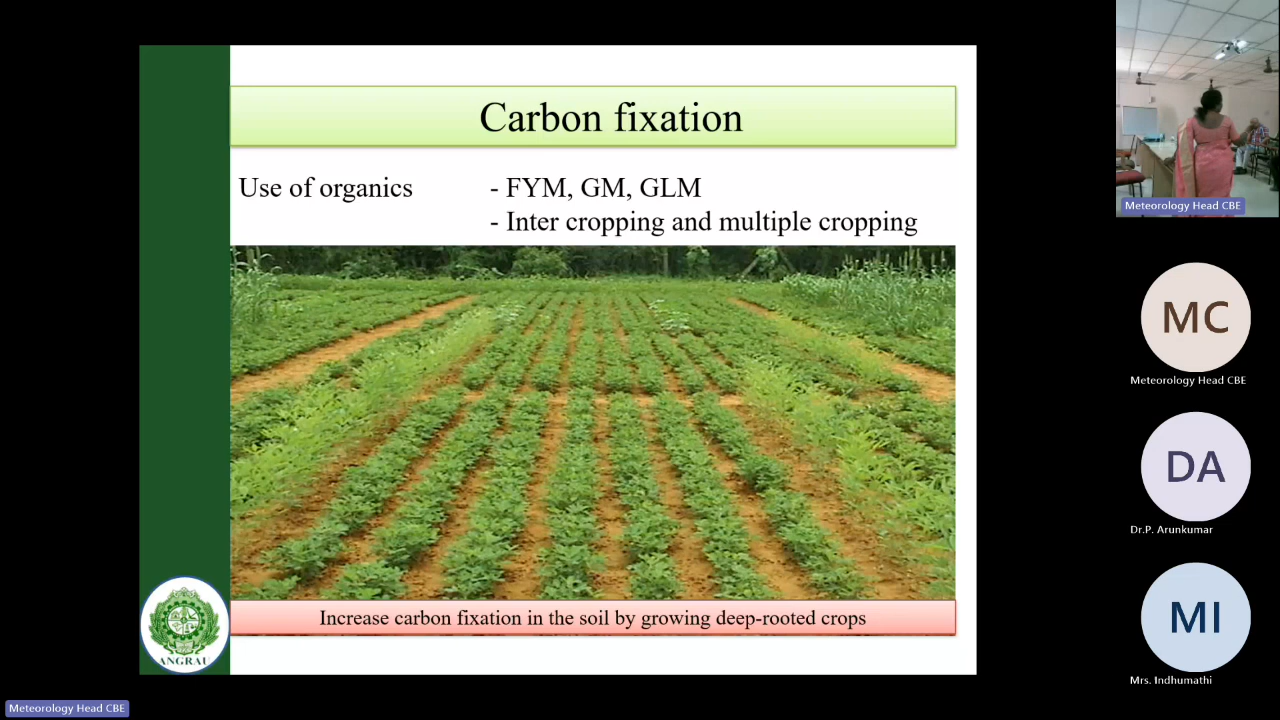 Carbon fixation
Use of organics - FYM, GM, GLM
- Inter cropping and multiple cropping
Increase carbon fixation in the soil by growing deep-rooted crops
ANGRAU
Meteorology Head CBE
MC
Meteorology Head CBE
DA
Dr.P. Arunkumar
MI
Mrs. Indhumathi
Meteorology Head CBE